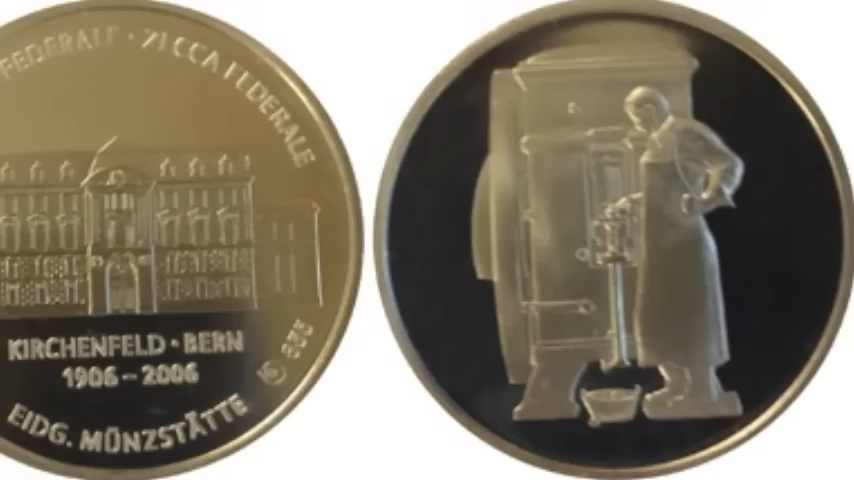 FEDERALE · ZECCA FEDERALE
KIRCHENFELD · BERN
1906 – 2006
EIDG. MÜNZSTÄTTE